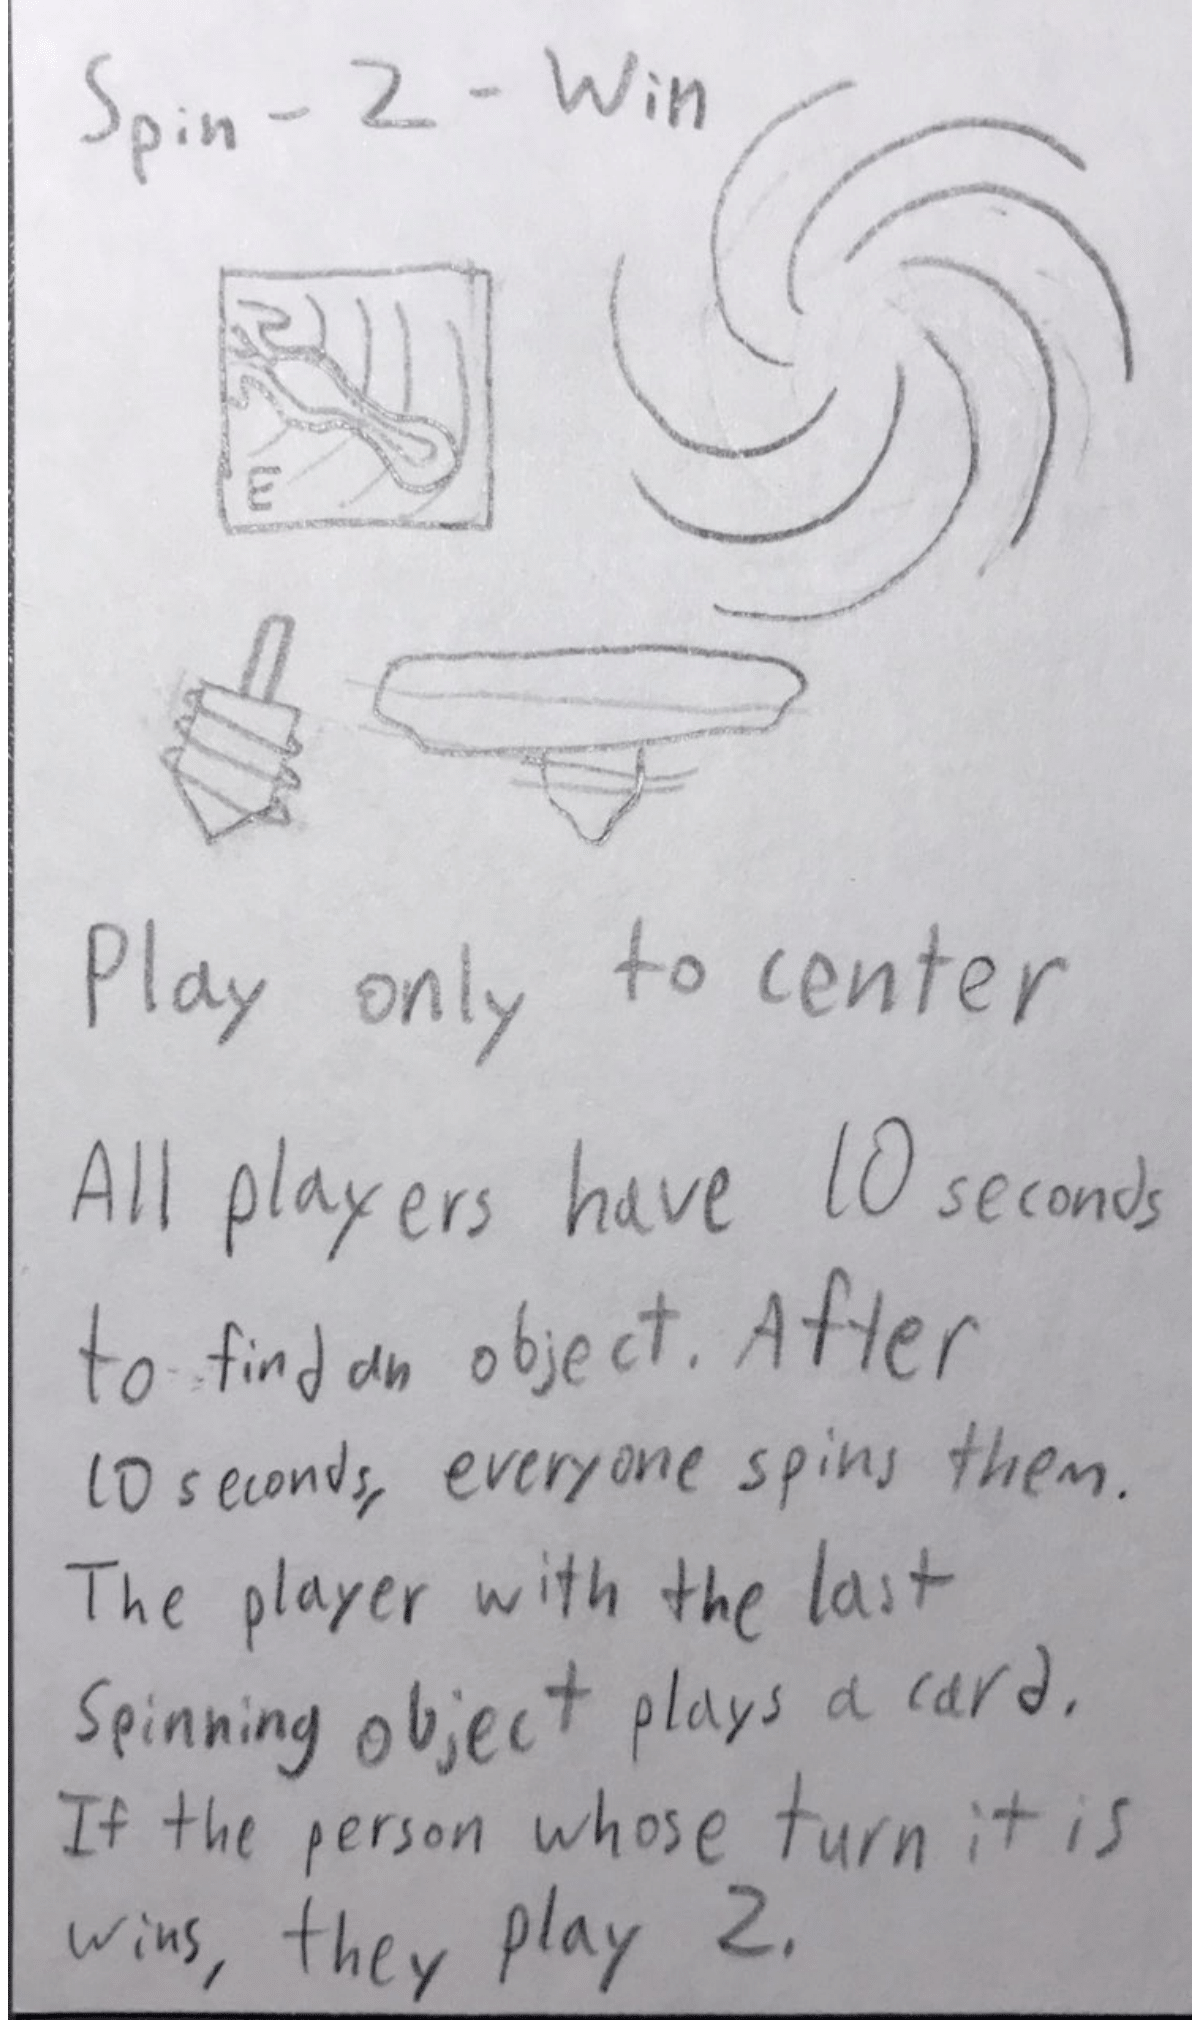 Spin-2-Win
E
Play only to center
All players have 10 seconds
to find an object. After
10 seconds, everyone spins them.
The player with the last
Spinning object plays a card.
If the person whose turn it is
wins, they play 2.